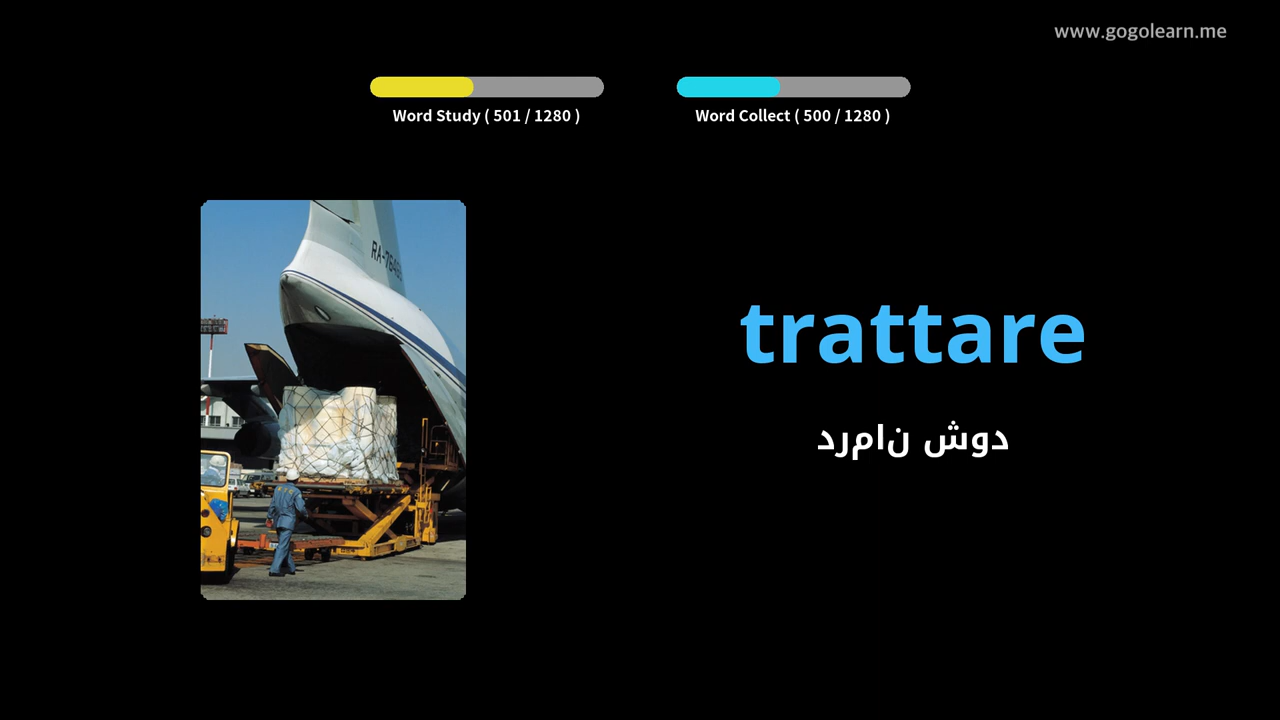 www.gogolearn.me
Word Study ( 501 / 1280 )
Word Collect ( 500 / 1280 )
trattare
درمان شود